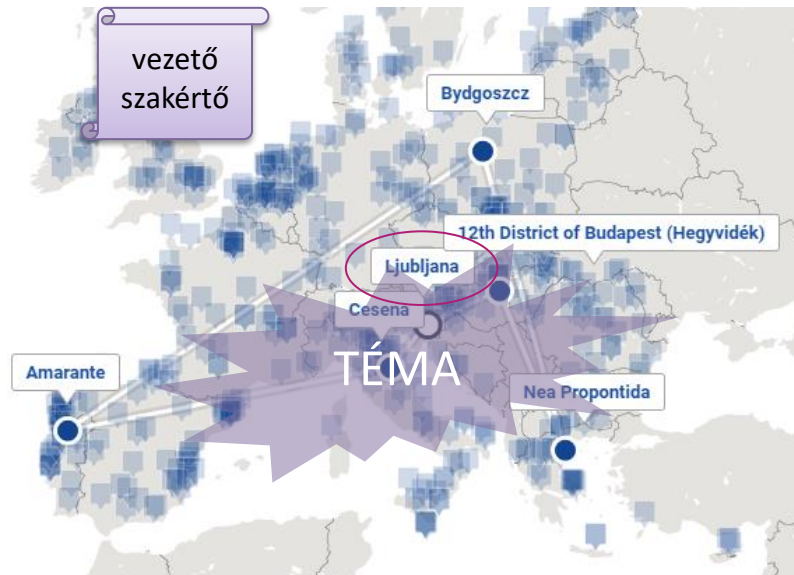 vezető
szakértő
Bydgoszcz
12th District of Budapest (Hegyvidék)
Ljubljana
Cesena
TÉMA
Amarante
Nea Propontida